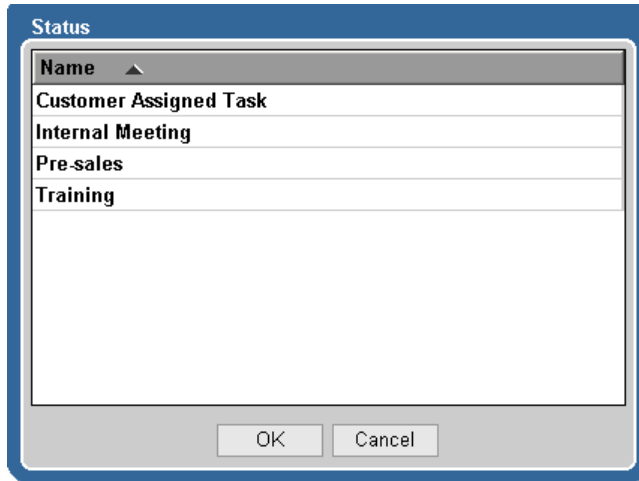 Status
Name
Customer Assigned Task
Internal Meeting
Pre-sales
Training
OK Cancel